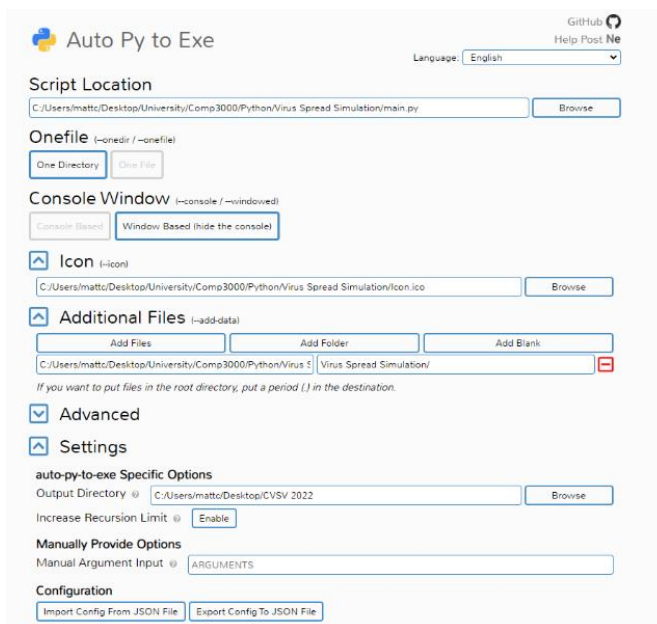 GitHub
Auto Py to Exe
Help Post Ne
Language: English
Script Location
C:/Users/mattc/Desktop/University/Comp3000/Python/Virus Spread Simulation/main.py Browse
Onefile (--onedir / --onefile)
One Directory One File
Console Window (--console / --windowed)
Console Based Window Based (hide the console)
Icon (--icon)
C:/Users/mattc/Desktop/University/Comp3000/Python/Virus Spread Simulation/Icon.ico Browse
Additional Files (--add-data)
Add Files Add Folder Add Blank
C:/Users/mattc/Desktop/University/Comp3000/Python/Virus S Virus Spread Simulation/
If you want to put files in the root directory, put a period (.) in the destination.
Advanced
Settings
auto-py-to-exe Specific Options
Output Directory C:/Users/mattc/Desktop/CVSV 2022 Browse
Increase Recursion Limit Enable
Manually Provide Options
Manual Argument Input ARGUMENTS
Configuration
Import Config From JSON File Export Config To JSON File